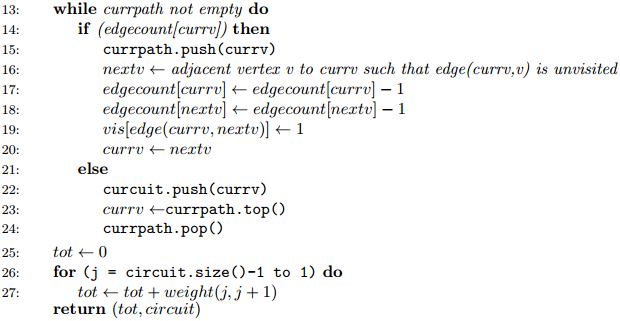 13: while currpath not empty do
14: if (edgecount[currv]) then
15: currpath.push(currv)
16: nextv ← adjacent vertex v to currv such that edge(currv,v) is unvisited
17: edgecount[currv] ← edgecount[currv] − 1
18: edgecount[nextv] ← edgecount[nextv] − 1
19: vis[edge(currv, nextv)] ← 1
20: currv ← nextv
21: else
22: curcuit.push(currv)
23: currv ←currpath.top()
24: currpath.pop()
25: tot ← 0
26: for (j = circuit.size()-1 to 1) do
27: tot ← tot + weight(j, j + 1)
return (tot, circuit)